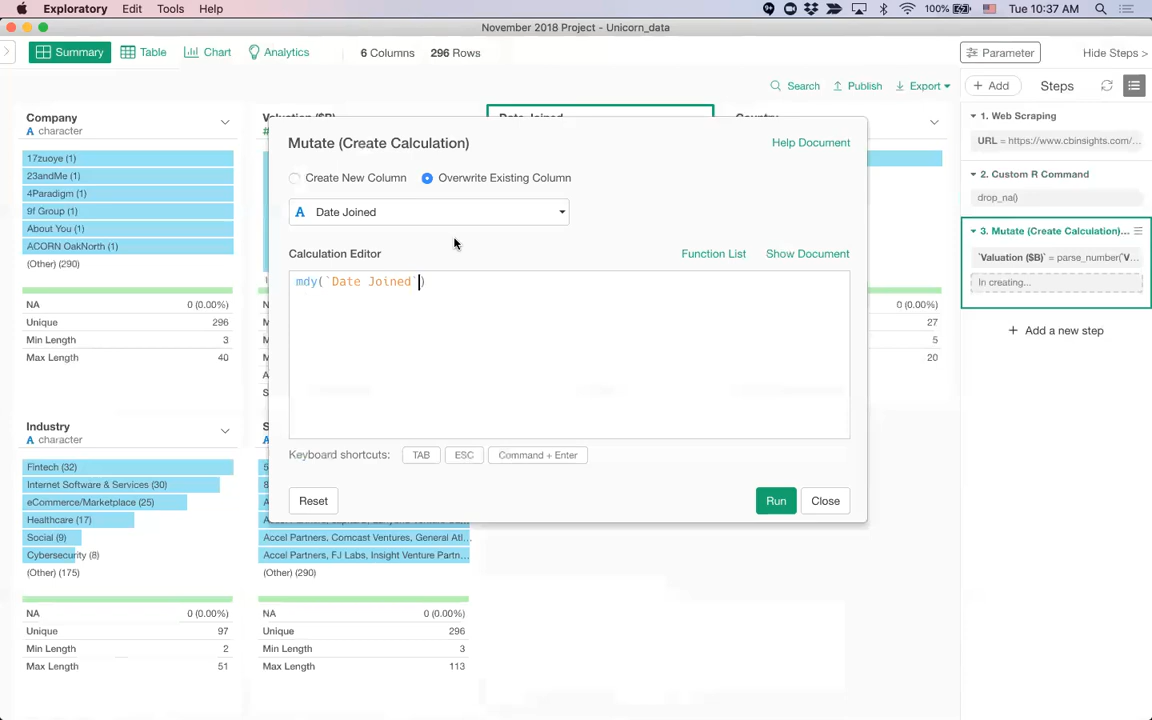 Exploratory Edit Tools Help 100% Tue 10:37 AM
November 2018 Project - Unicorn_data
Summary Table Chart Analytics 6 Columns 296 Rows Parameter Hide Steps >
Search Publish Export + Add Steps
Company
A character
17zuoye (1)
23andMe (1)
4Paradigm (1)
9f Group (1)
About You (1)
ACORN OakNorth (1)
(Other) (290)
NA 0 (0.00%)
Unique 296
Min Length 3
Max Length 40
Valuation ($B)
Date Joined
Country
Mutate (Create Calculation)
Help Document
Create New Column Overwrite Existing Column
A Date Joined
Calculation Editor Function List Show Document
mdy(`Date Joined`)
Keyboard shortcuts: TAB ESC Command + Enter
Reset Run Close
0 (0.00%)
27
5
20
1. Web Scraping
URL = https://www.cbinsights.com/...
2. Custom R Command
drop_na()
3. Mutate (Create Calculation)...
`Valuation ($B)` = parse_number(`V...
In creating...
+ Add a new step
Industry
A character
Fintech (32)
Internet Software & Services (30)
eCommerce/Marketplace (25)
Healthcare (17)
Social (9)
Cybersecurity (8)
(Other) (175)
NA 0 (0.00%)
Unique 97
Min Length 2
Max Length 51
Accel Partners, Comcast Ventures, General Atl...
Accel Partners, FJ Labs, Insight Venture Partn...
(Other) (290)
NA 0 (0.00%)
Unique 296
Min Length 3
Max Length 113